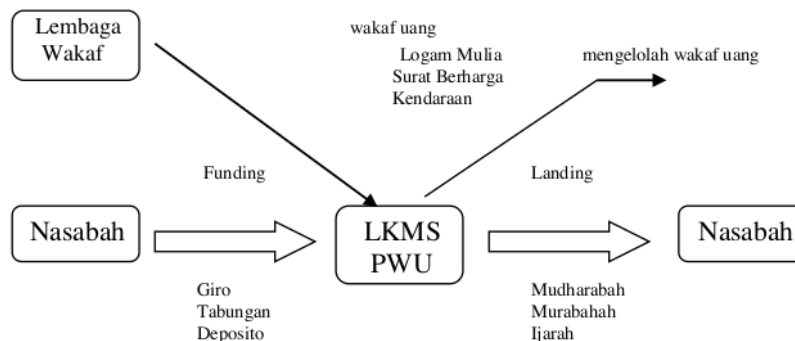 Lembaga
Wakaf
wakaf uang
Logam Mulia
Surat Berharga
Kendaraan
mengelolah wakaf uang
Funding
Landing
Nasabah
LKMS
PWU
Nasabah
Giro
Tabungan
Deposito
Mudharabah
Murabahah
Ijarah